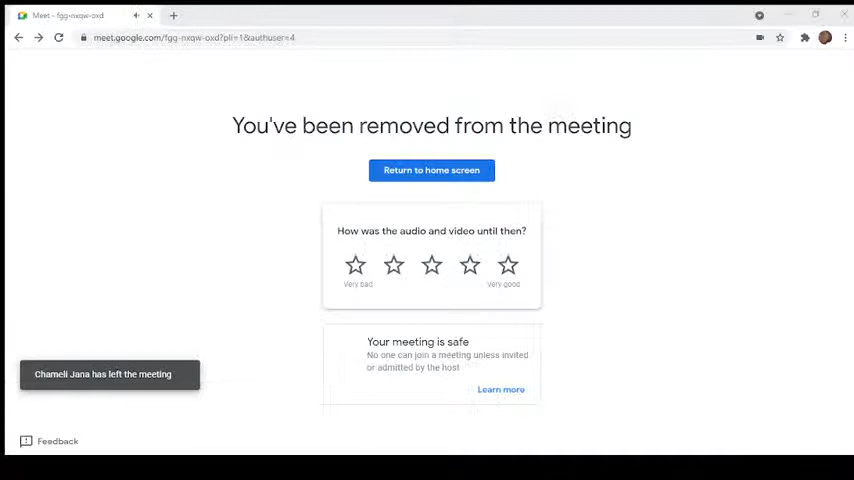 Meet - fgg-nxqw-oxd
meet.google.com/fgg-nxqw-oxd?pli=1&authuser=4
You've been removed from the meeting
Return to home screen
How was the audio and video until then?
Very bad
Very good
Your meeting is safe
No one can join a meeting unless invited
or admitted by the host
Learn more
Chameli Jana has left the meeting
Feedback